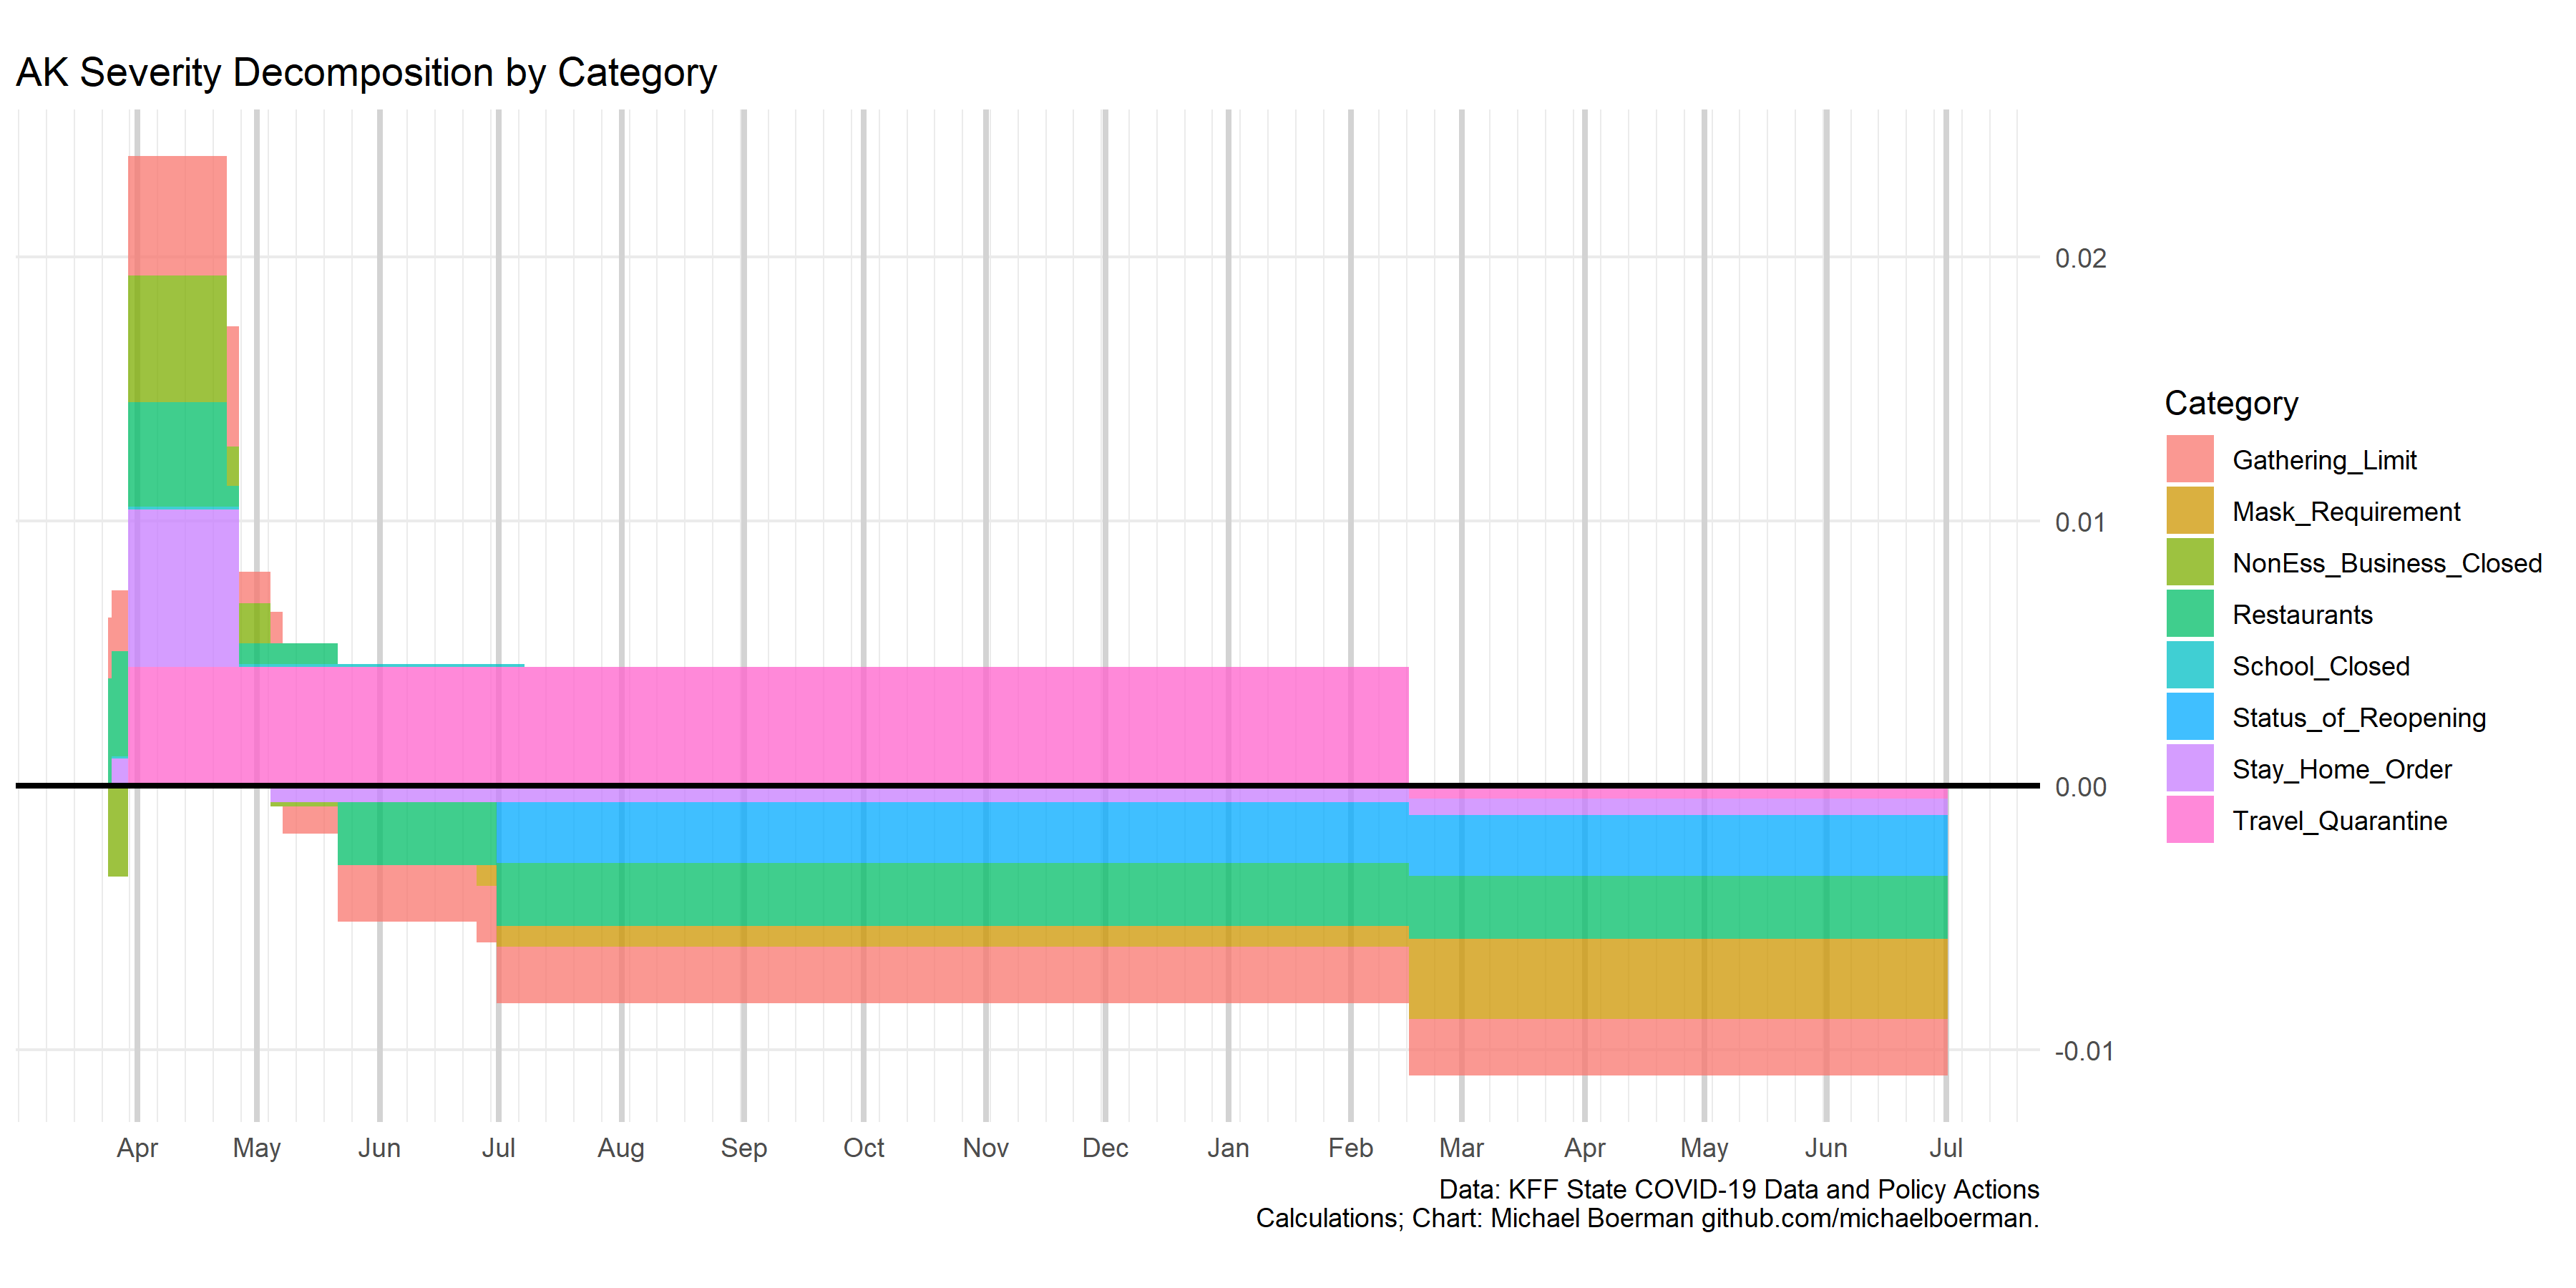 AK Severity Decomposition by Category
0.02
0.01
0.00
-0.01
Apr May Jun Jul Aug Sep Oct Nov Dec Jan Feb Mar Apr May Jun Jul
Category
Gathering_Limit
Mask_Requirement
NonEss_Business_Closed
Restaurants
School_Closed
Status_of_Reopening
Stay_Home_Order
Travel_Quarantine
Data: KFF State COVID-19 Data and Policy Actions
Calculations; Chart: Michael Boerman github.com/michaelboerman.